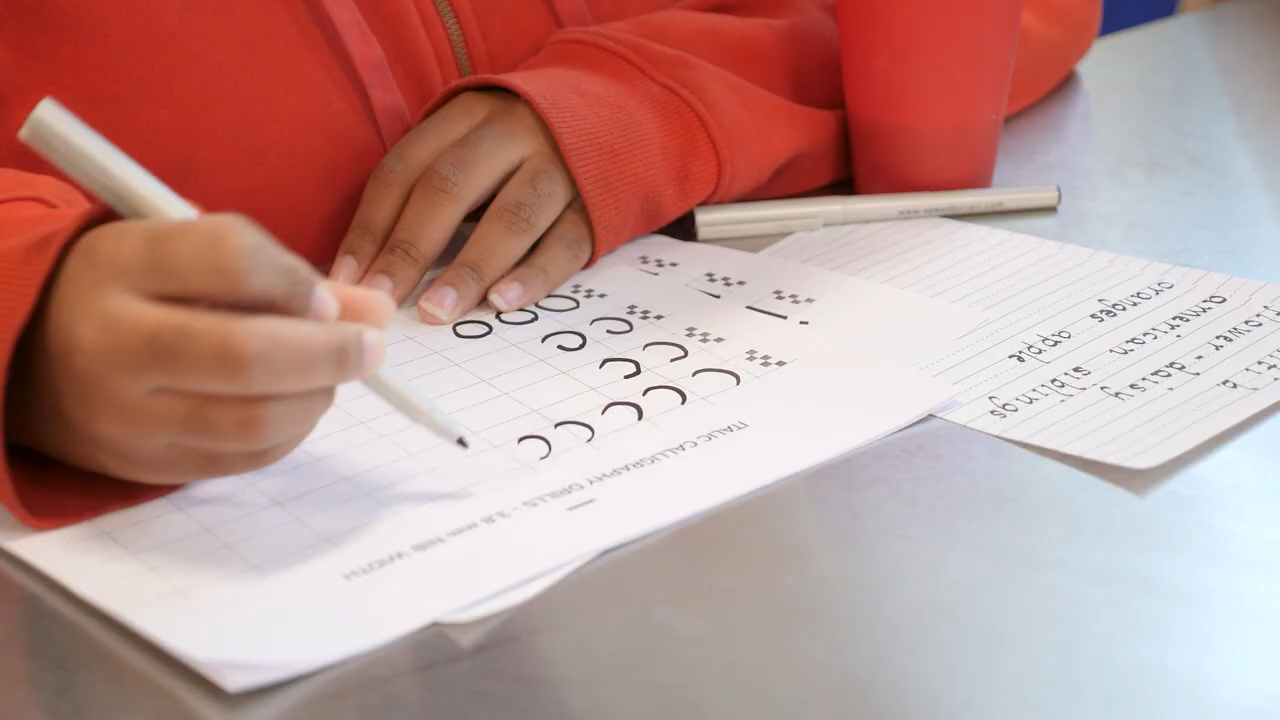 ITALIC CALLIGRAPHY DRILLS - 3.8 mm NIB WIDTH
flower - daisy
american siblings
oranges apple